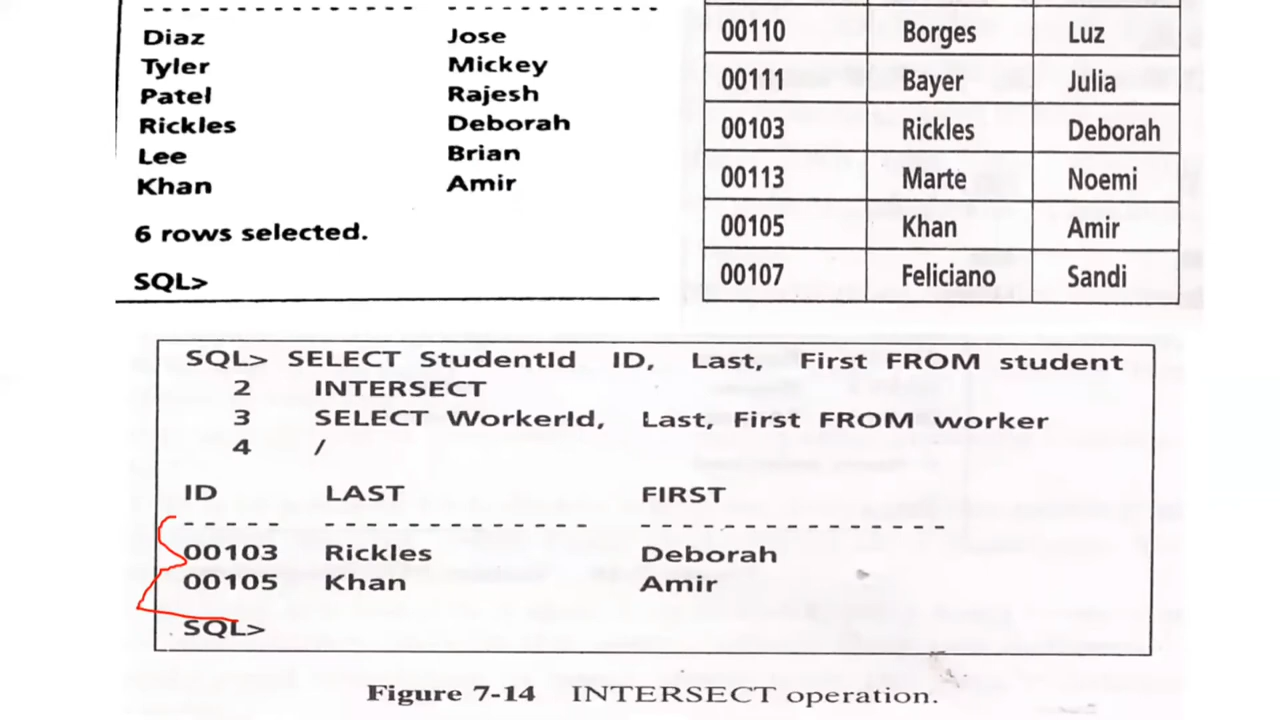 Diaz Jose
Tyler Mickey
Patel Rajesh
Rickles Deborah
Lee Brian
Khan Amir
6 rows selected.
SQL>
00110 Borges Luz
00111 Bayer Julia
00103 Rickles Deborah
00113 Marte Noemi
00105 Khan Amir
00107 Feliciano Sandi
SQL> SELECT StudentId ID, Last, First FROM student
2 INTERSECT
3 SELECT WorkerId, Last, First FROM worker
4 /
ID LAST FIRST
00103 Rickles Deborah
00105 Khan Amir
SQL>
Figure 7-14 INTERSECT operation.